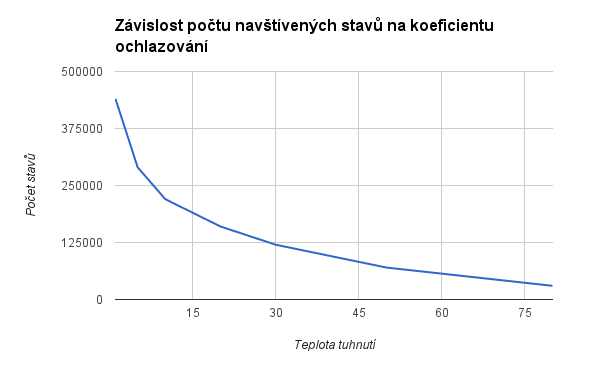 Závislost počtu navštívených stavů na koeficientu
ochlazování
500000
375000
250000
125000
0
Počet stavů
15
30
45
60
75
Teplota tuhnutí